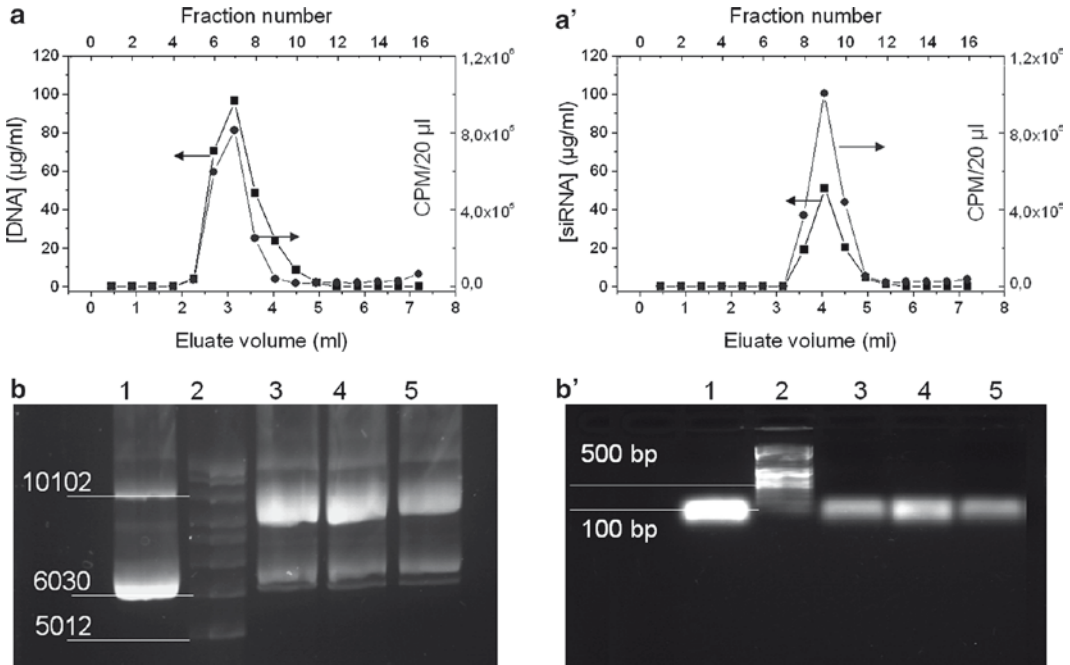 a
Fraction number
0 2 4 6 8 10 12 14 16
120
100
80
60
40
20
0
[DNA] (µg/ml)
1,2x10⁶
8,0x10⁵
4,0x10⁵
0,0
CPM/20 µl
0 1 2 3 4 5 6 7 8
Eluate volume (ml)
a'
Fraction number
0 2 4 6 8 10 12 14 16
120
100
80
60
40
20
0
[siRNA] (µg/ml)
1,2x10⁶
8,0x10⁵
4,0x10⁵
0,0
CPM/20 µl
0 1 2 3 4 5 6 7 8
Eluate volume (ml)
b
1 2 3 4 5
10102
6030
5012
b'
1 2 3 4 5
500 bp
100 bp